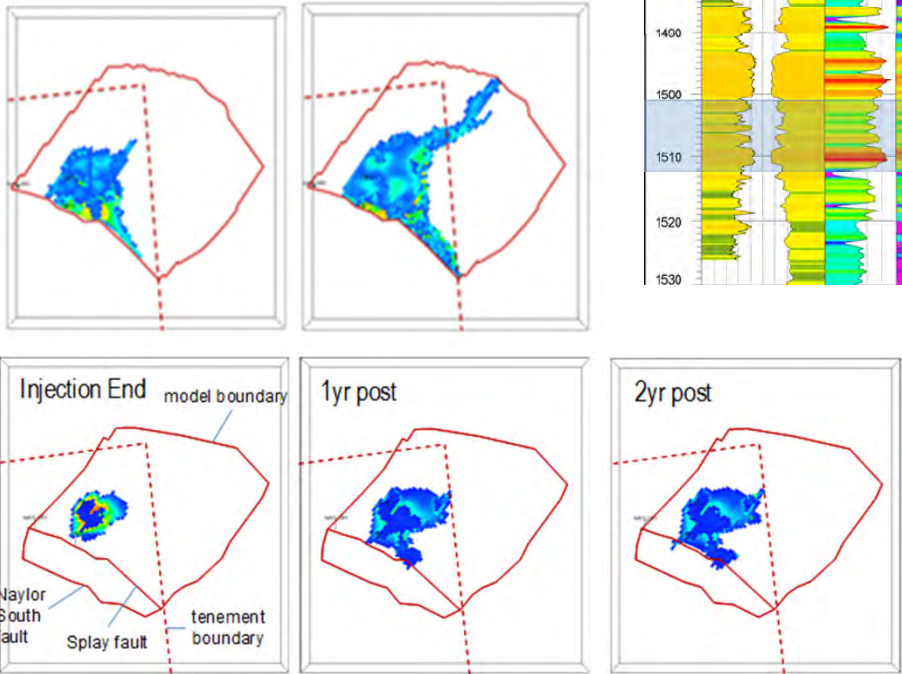 1490
1500
1510
1520
1530
Injection End
model boundary
1yr post
2yr post
Naylor
South
fault
Splay fault
tenement
boundary